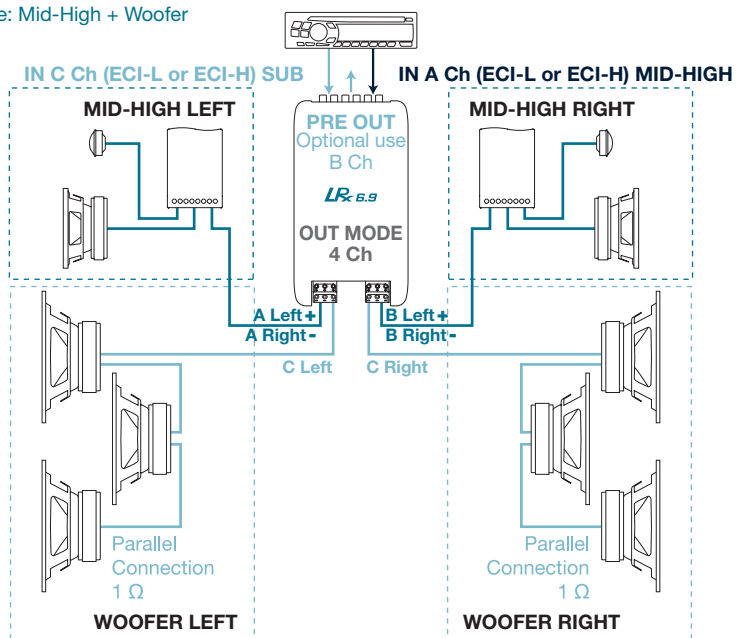 e: Mid-High + Woofer
IN C Ch (ECI-L or ECI-H) SUB
IN A Ch (ECI-L or ECI-H) MID-HIGH
MID-HIGH LEFT
MID-HIGH RIGHT
PRE OUT
Optional use
B Ch
LRx 6.9
OUT MODE
4 Ch
A Left +
A Right -
B Left +
B Right -
C Left
C Right
Parallel
Connection
1 Ω
Parallel
Connection
1 Ω
WOOFER LEFT
WOOFER RIGHT